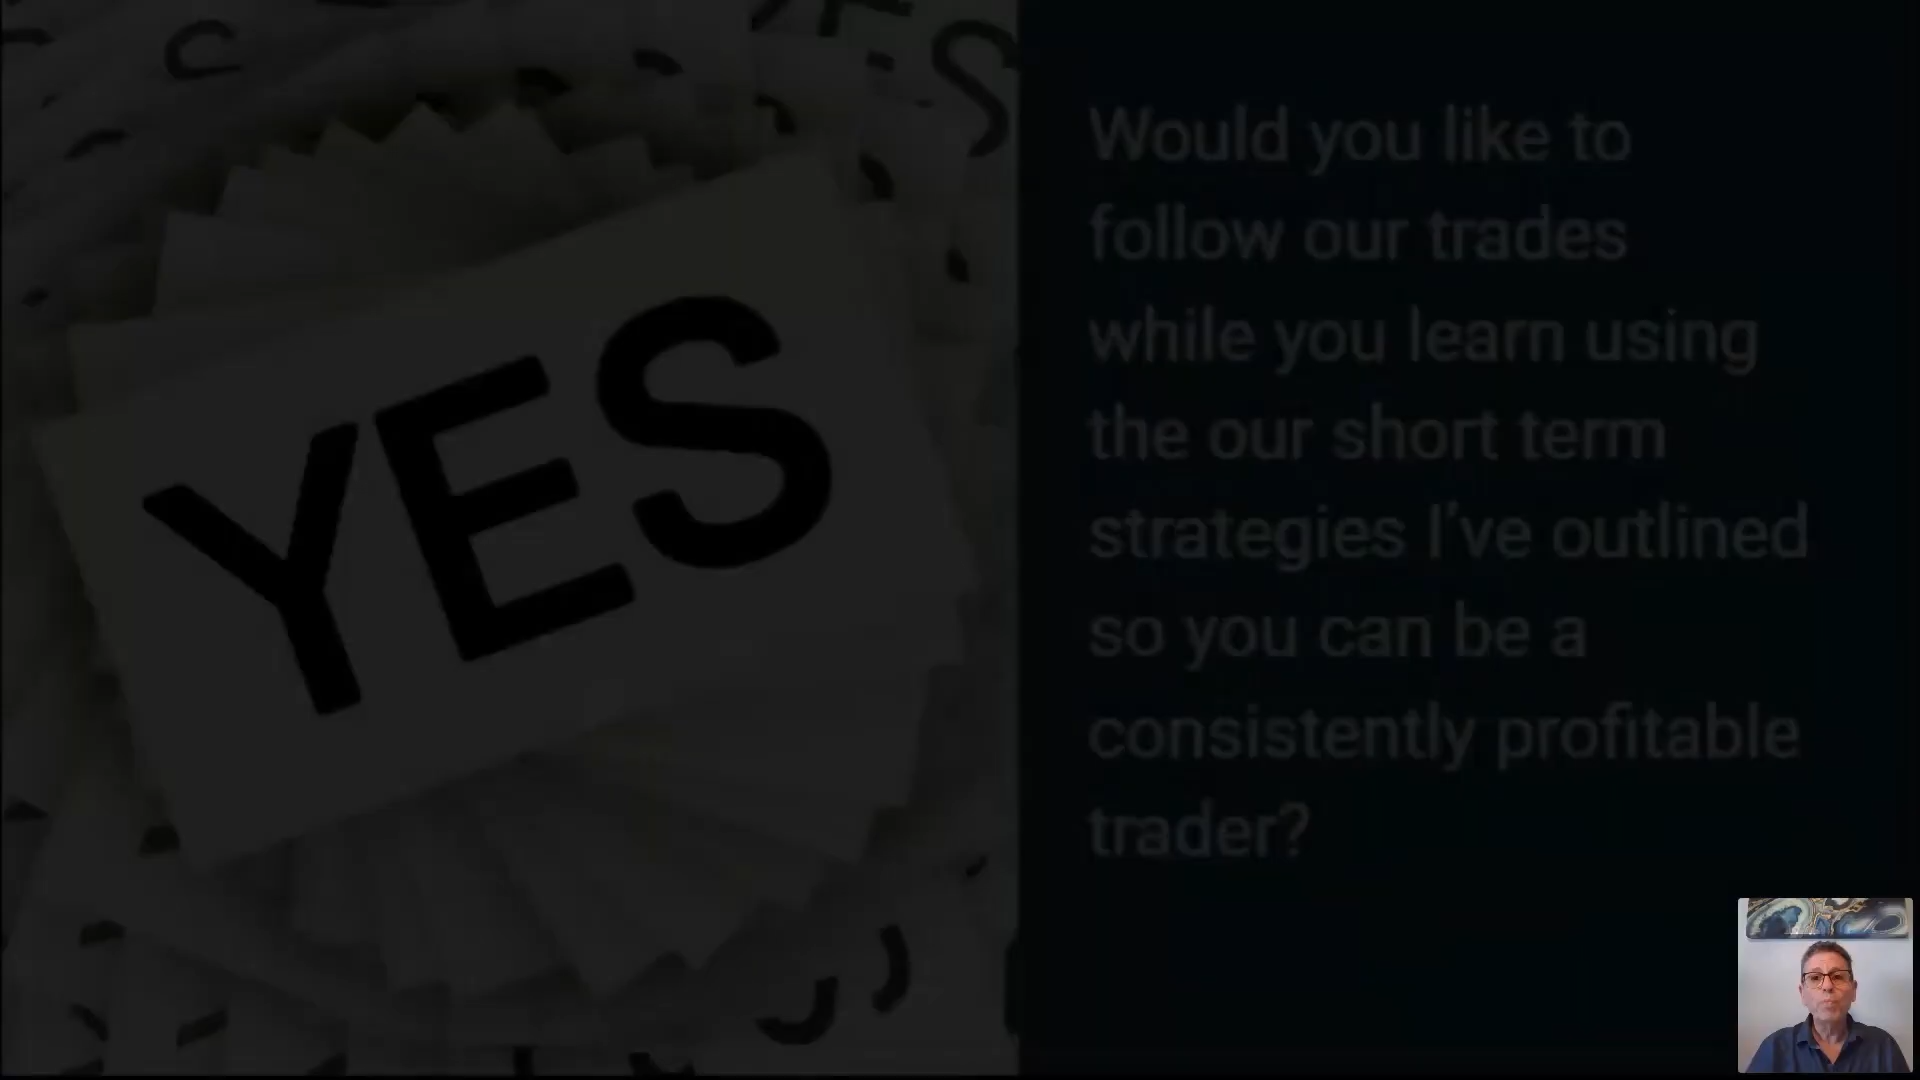 YES
Would you like to
follow our trades
while you learn using
the our short term
strategies I've outlined
so you can be a
consistently profitable
trader?